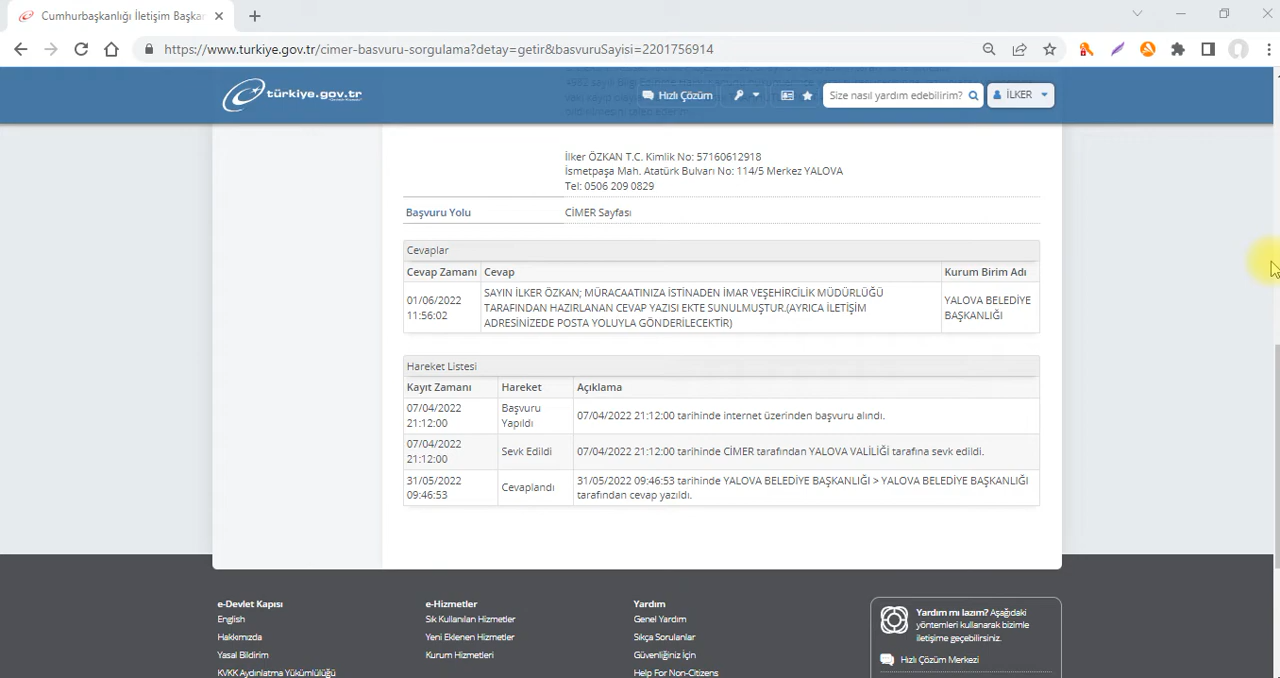 Cumhurbaşkanlığı İletişim Başka
https://www.turkiye.gov.tr/cimer-basvuru-sorgulama?detay=getir&basvuruSayisi=2201756914
türkiye.gov.tr
Hızlı Çözüm
Size nasıl yardım edebilirim?
İLKER
İlker ÖZKAN T.C. Kimlik No: 57160612918
İsmetpaşa Mah. Atatürk Bulvarı No: 114/5 Merkez YALOVA
Tel: 0506 209 0829
Başvuru Yolu CİMER Sayfası
Cevaplar
Cevap Zamanı Cevap Kurum Birim Adı
01/06/2022
11:56:02
SAYIN İLKER ÖZKAN; MÜRACAATINIZA İSTİNADEN İMAR VEŞEHİRCİLİK MÜDÜRLÜĞÜ
TARAFINDAN HAZIRLANAN CEVAP YAZISI EKTE SUNULMUŞTUR.(AYRICA İLETİŞİM
ADRESİNİZEDE POSTA YOLUYLA GÖNDERİLECEKTİR)
YALOVA BELEDİYE
BAŞKANLIĞI
Hareket Listesi
Kayıt Zamanı Hareket Açıklama
07/04/2022
21:12:00
Başvuru
Yapıldı
07/04/2022 21:12:00 tarihinde internet üzerinden başvuru alındı.
07/04/2022
21:12:00
Sevk Edildi
07/04/2022 21:12:00 tarihinde CİMER tarafından YALOVA VALİLİĞİ tarafına sevk edildi.
31/05/2022
09:46:53
Cevaplandı
31/05/2022 09:46:53 tarihinde YALOVA BELEDİYE BAŞKANLIĞI > YALOVA BELEDİYE BAŞKANLIĞI
tarafından cevap yazıldı.
e-Devlet Kapısı
English
Hakkımızda
Yasal Bildirim
KVKK Aydınlatma Yükümlülüğü
e-Hizmetler
Sık Kullanılan Hizmetler
Yeni Eklenen Hizmetler
Kurum Hizmetleri
Yardım
Genel Yardım
Sıkça Sorulanlar
Güvenliğiniz İçin
Help For Non-Citizens
Yardım mı lazım? Aşağıdaki
yöntemleri kullanarak bizimle
iletişime geçebilirsiniz.
Hızlı Çözüm Merkezi